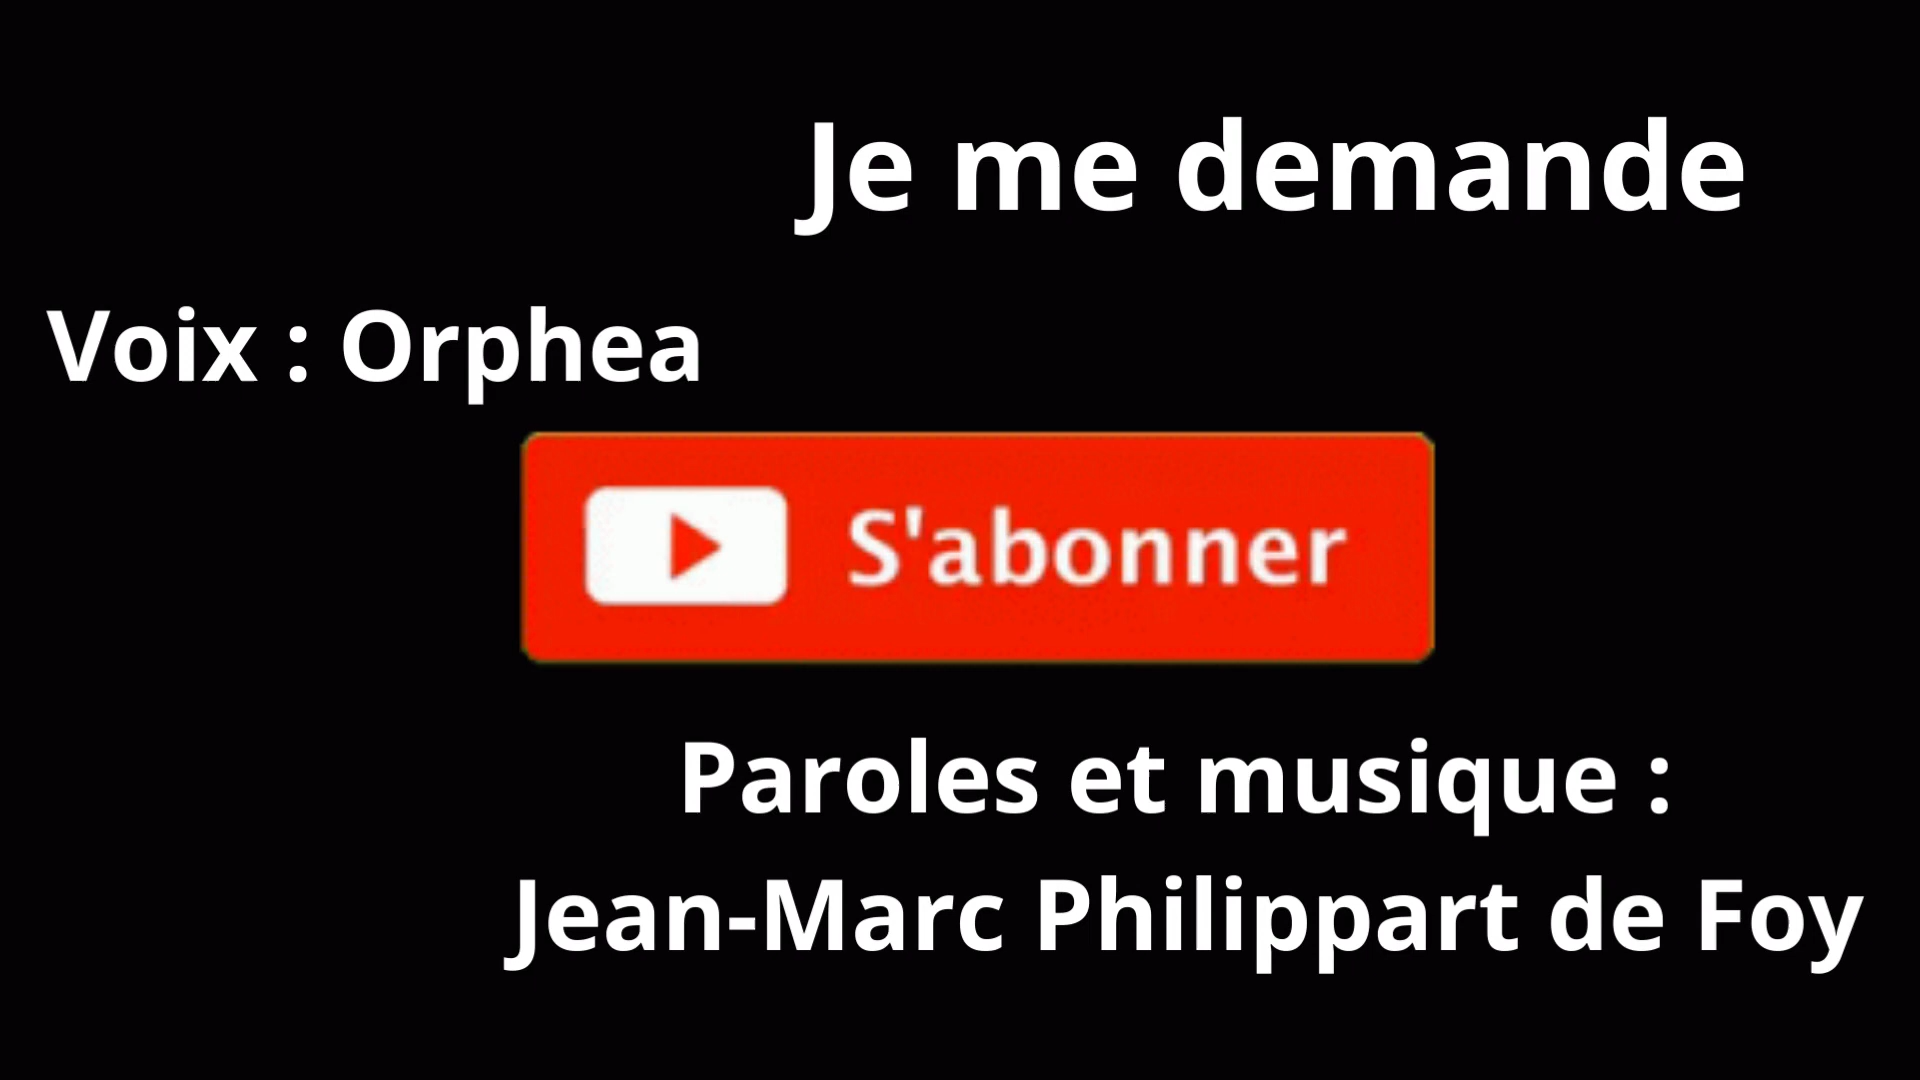 Je me demande
Voix : Orphea
S'abonner
Paroles et musique :
Jean-Marc Philippart de Foy